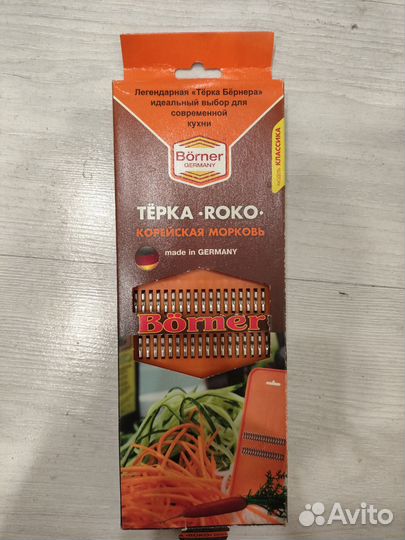 Легендарная «Тёрка Бёрнера»
идеальный выбор для
современной
кухни
Börner
GERMANY
модель КЛАССИКА
ТЁРКА •ROKO•
КОРЕЙСКАЯ МОРКОВЬ
made in GERMANY
Börner
Avito